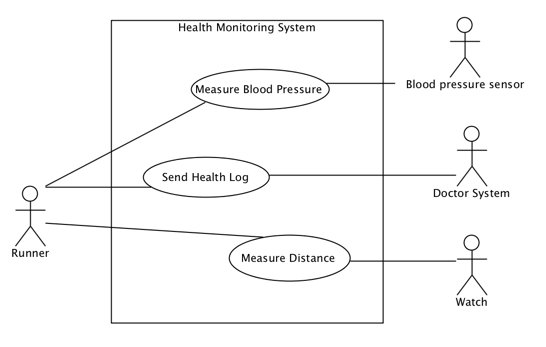 Health Monitoring System
Measure Blood Pressure
Blood pressure sensor
Send Health Log
Doctor System
Runner
Measure Distance
Watch